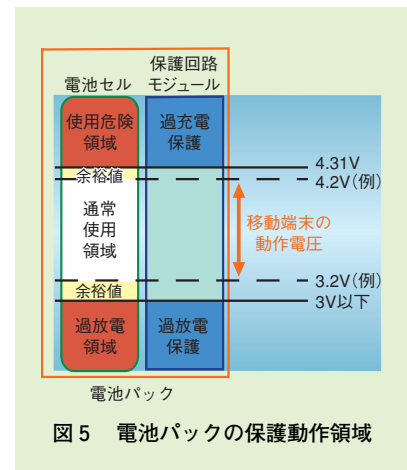 保護回路
電池セル モジュール
使用危険
領域
過充電
保護
4.31V
余裕値
4.2V(例)
通常
使用
領域
移動端末の
動作電圧
3.2V(例)
余裕値
3V以下
過放電
領域
過放電
保護
電池パック
図5 電池パックの保護動作領域